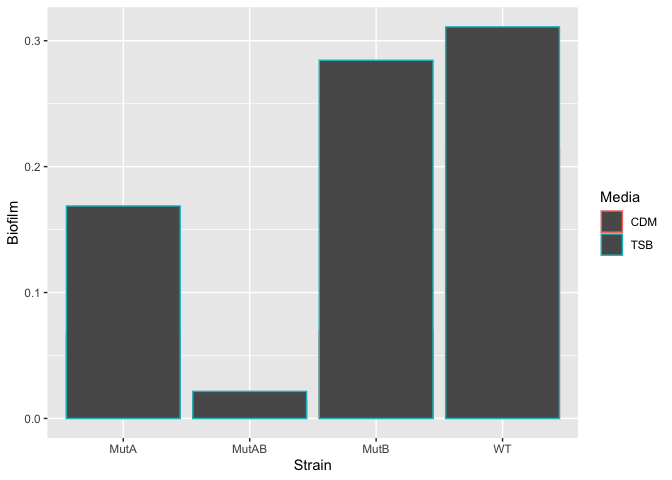 Biofilm
0.3
0.2
0.1
0.0
MutA MutAB MutB WT
Strain
Media
CDM
TSB